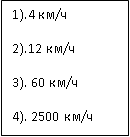 1).4 км/ч
2).12 км/ч
3). 60 км/ч
4). 2500 км/ч